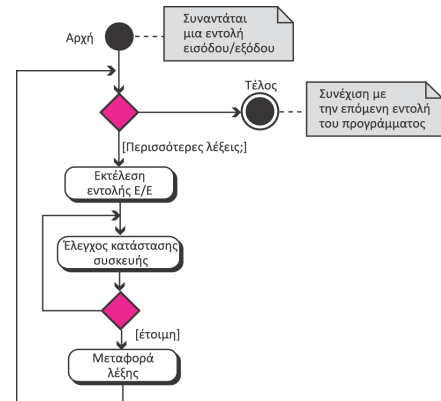 Αρχή
Συναντάται
μια εντολή
εισόδου/εξόδου
Τέλος
Συνέχιση με
την επόμενη εντολή
του προγράμματος
[Περισσότερες λέξεις;]
Εκτέλεση
εντολής Ε/Ε
Έλεγχος κατάστασης
συσκευής
[έτοιμη]
Μεταφορά
λέξης